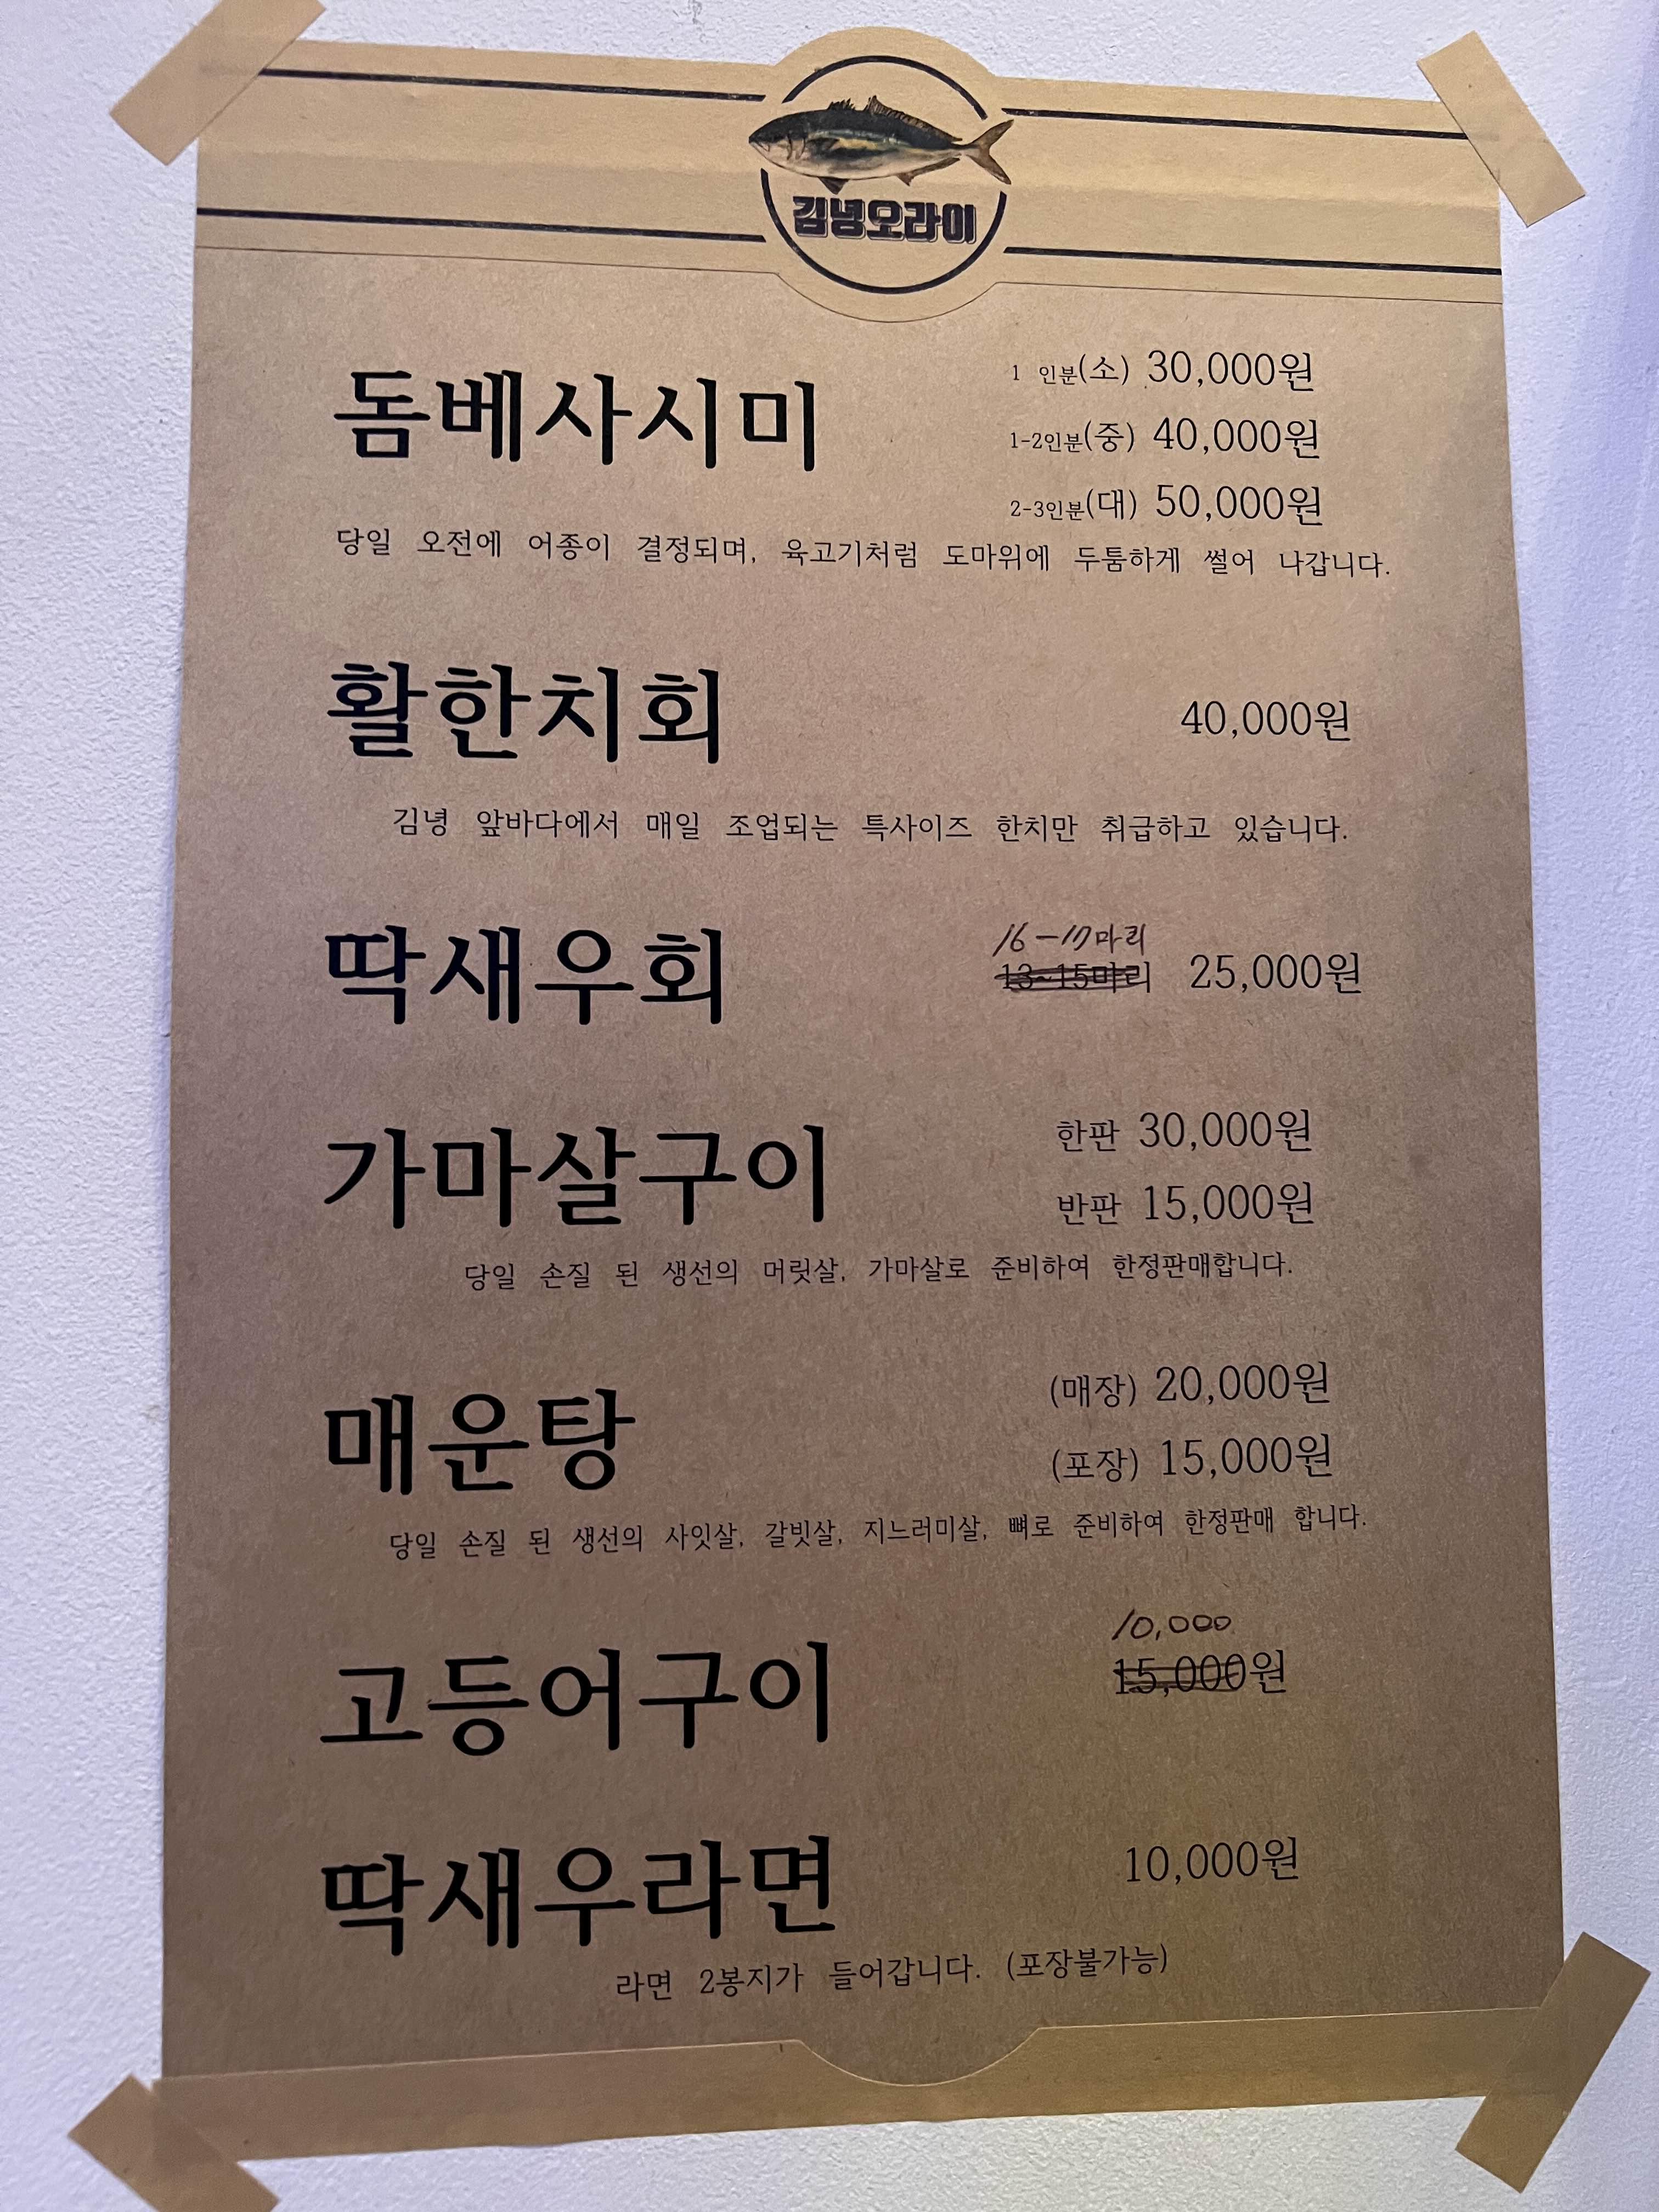 김녕오라이
돔베사시미
1 인분(소) 30,000원
1-2인분(중) 40,000원
2-3인분(대) 50,000원
당일 오전에 어종이 결정되며, 육고기처럼 도마위에 두툼하게 썰어 나갑니다.
활한치회 40,000원
김녕 앞바다에서 매일 조업되는 특사이즈 한치만 취급하고 있습니다.
16-17마리
딱새우회 13~15마리 25,000원
가마살구이
한판 30,000원
반판 15,000원
당일 손질 된 생선의 머릿살, 가마살로 준비하여 한정판매합니다.
매운탕
(매장) 20,000원
(포장) 15,000원
당일 손질 된 생선의 사잇살, 갈빗살, 지느러미살, 뼈로 준비하여 한정판매 합니다.
10,000
고등어구이 15,000원
딱새우라면 10,000원
라면 2봉지가 들어갑니다. (포장불가능)